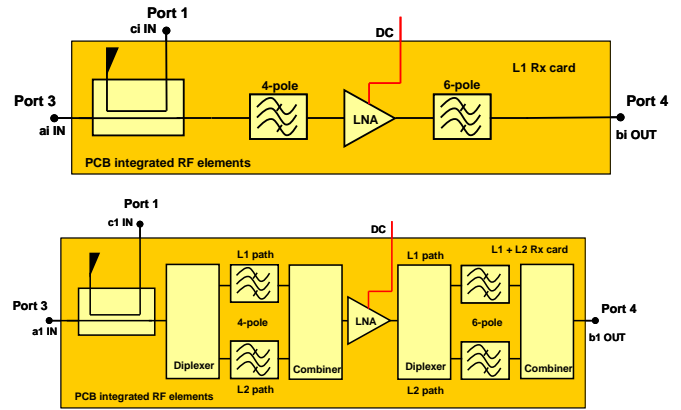 Port 1
ci IN
DC
L1 Rx card
4-pole
6-pole
Port 3
Port 4
LNA
ai IN
bi OUT
PCB integrated RF elements
Port 1
c1 IN
DC
L1 path
L1 path
L1 + L2 Rx card
Port 3
Port 4
4-pole
LNA
6-pole
a1 IN
b1 OUT
Diplexer
Combiner
Diplexer
Combiner
L2 path
L2 path
PCB integrated RF elements